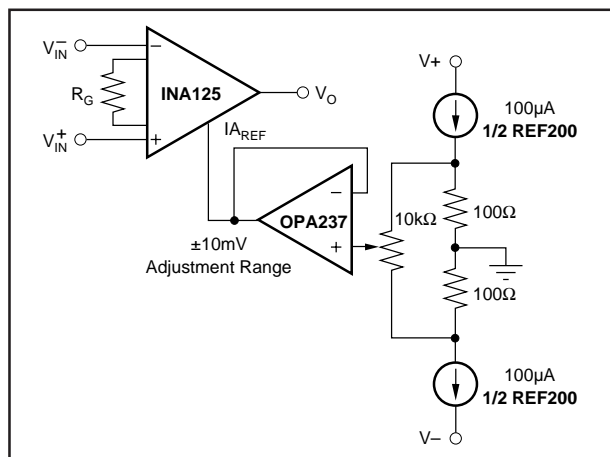 V−IN
− 
INA125
RG
V+IN
+
VO
IAREF
V+
100µA
1/2 REF200
−
OPA237
+
10kΩ
100Ω
±10mV
Adjustment Range
100Ω
100µA
1/2 REF200
V–